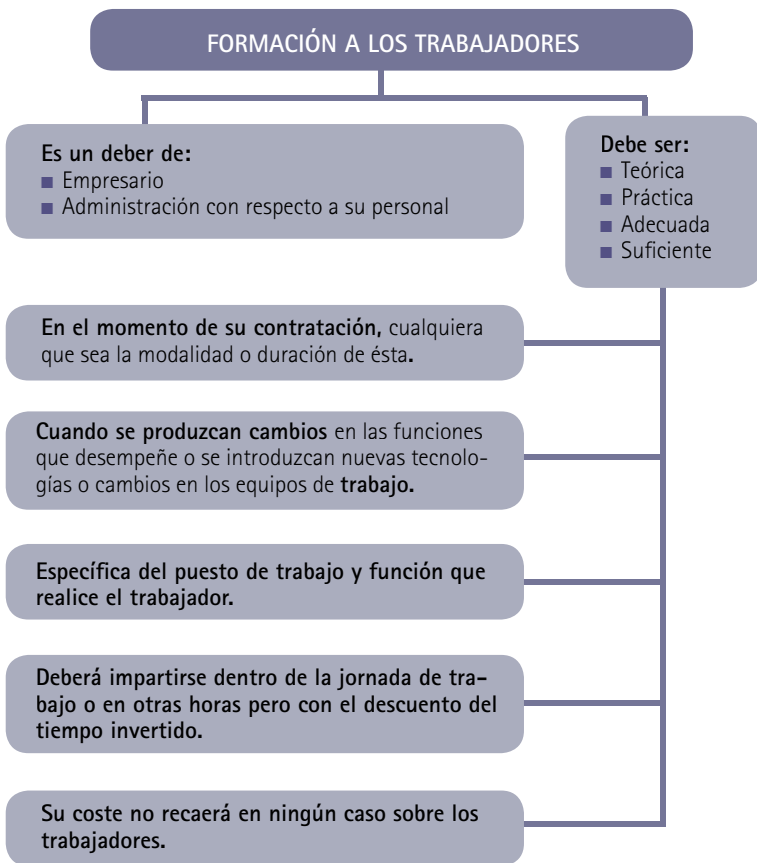 FORMACIÓN A LOS TRABAJADORES
Es un deber de:
■ Empresario
■ Administración con respecto a su personal
Debe ser:
■ Teórica
■ Práctica
■ Adecuada
■ Suficiente
En el momento de su contratación, cualquiera
que sea la modalidad o duración de ésta.
Cuando se produzcan cambios en las funciones
que desempeñe o se introduzcan nuevas tecnolo-
gías o cambios en los equipos de trabajo.
Específica del puesto de trabajo y función que
realice el trabajador.
Deberá impartirse dentro de la jornada de tra-
bajo o en otras horas pero con el descuento del
tiempo invertido.
Su coste no recaerá en ningún caso sobre los
trabajadores.